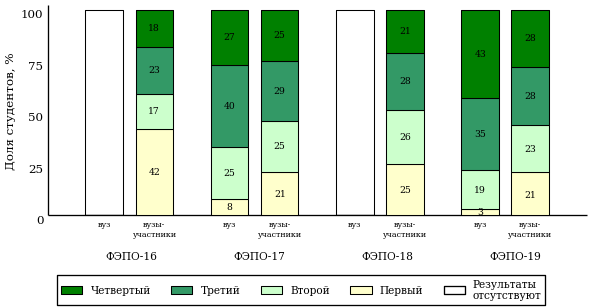 Доля студентов, %
100
75
50
25
0
18
23
17
42
27
40
25
8
25
29
25
21
21
28
26
25
43
35
19
3
28
28
23
21
вуз
вузы-
участники
вуз
вузы-
участники
вуз
вузы-
участники
вуз
вузы-
участники
ФЭПО-16
ФЭПО-17
ФЭПО-18
ФЭПО-19
Четвертый
Третий
Второй
Первый
Результаты
отсутствуют